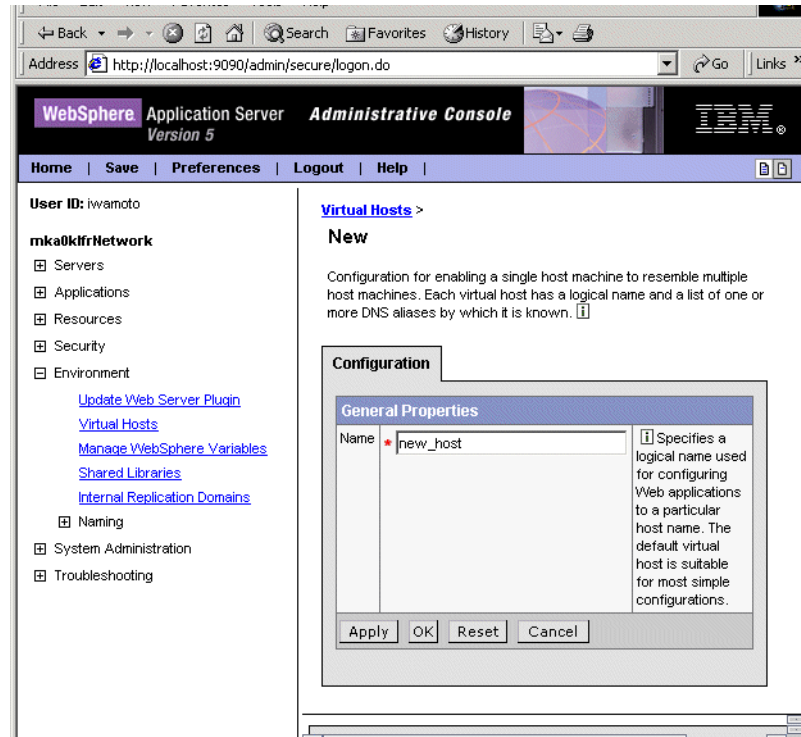 Back Search Favorites History
Address http://localhost:9090/admin/secure/logon.do Go Links »
WebSphere Application Server Administrative Console
Version 5
IBM®
Home | Save | Preferences | Logout | Help |
User ID: iwamoto
mka0klfrNetwork
Servers
Applications
Resources
Security
Environment
Update Web Server Plugin
Virtual Hosts
Manage WebSphere Variables
Shared Libraries
Internal Replication Domains
Naming
System Administration
Troubleshooting
Virtual Hosts >
New
Configuration for enabling a single host machine to resemble multiple
host machines. Each virtual host has a logical name and a list of one or
more DNS aliases by which it is known. i
Configuration
General Properties
Name * new_host
i Specifies a
logical name used
for configuring
Web applications
to a particular
host name. The
default virtual
host is suitable
for most simple
configurations.
Apply OK Reset Cancel